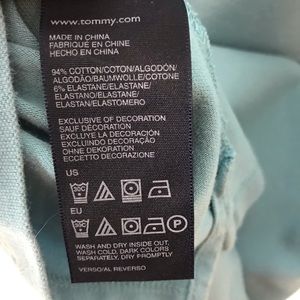 www.tommy.com
MADE IN CHINA
FABRIQUÉ EN CHINE
HECHO EN CHINA
94% COTTON/COTON/ALGODÓN/
ALGODÃO/BAUMWOLLE/COTONE
6% ELASTANE/ELASTANE/
ELASTANO/ELASTANO/
ELASTAN/ELASTOMERO
EXCLUSIVE OF DECORATION
SAUF DÉCORATION
EXCLUYE LA DECORACIÓN
EXCLUINDO DECORAÇÃO
OHNE DEKORATION
ECCETTO DECORAZIONE
US
EU
P
WASH AND DRY INSIDE OUT
WASH COLD, DARK COLORS
SEPARATELY, DRY PROMPTLY
VERSO/AL REVERSO